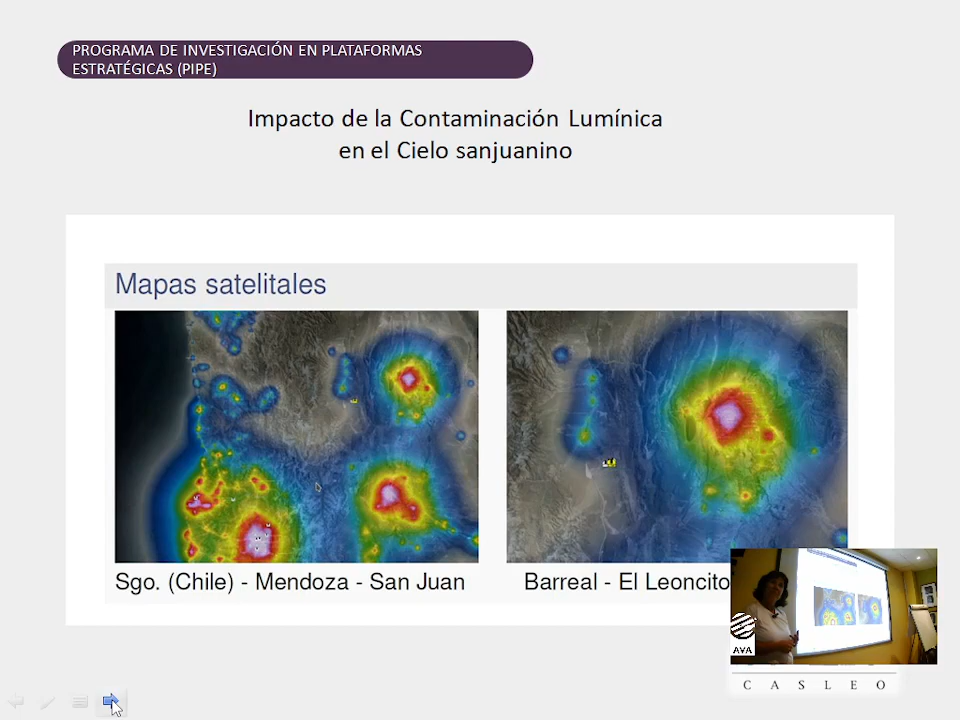 PROGRAMA DE INVESTIGACIÓN EN PLATAFORMAS
ESTRATÉGICAS (PIPE)
Impacto de la Contaminación Lumínica
en el Cielo sanjuanino
Mapas satelitales
Sgo. (Chile) - Mendoza - San Juan
Barreal - El Leoncito
AVA
CASLEO